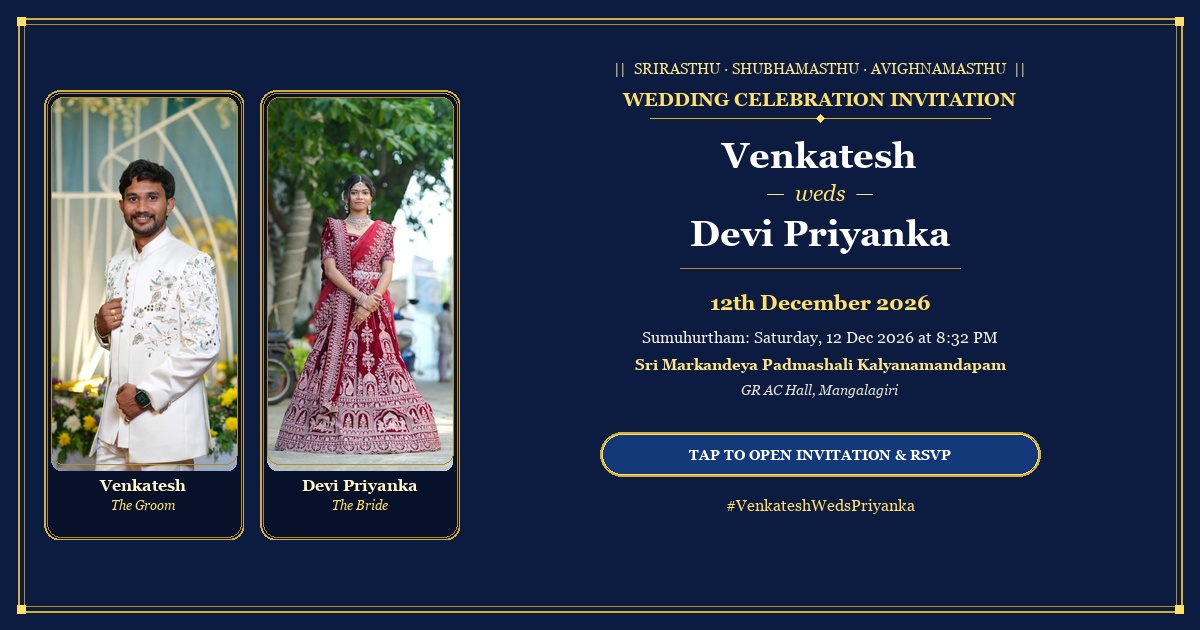 || SRIRASTHU · SHUBHAMASTHU · AVIGHNAMASTHU ||
WEDDING CELEBRATION INVITATION
Venkatesh
— weds —
Devi Priyanka
12th December 2026
Sumuhurtham: Saturday, 12 Dec 2026 at 8:32 PM
Sri Markandeya Padmashali Kalyanamandapam
GR AC Hall, Mangalagiri
TAP TO OPEN INVITATION & RSVP
#VenkateshWedsPriyanka
Venkatesh
The Groom
Devi Priyanka
The Bride